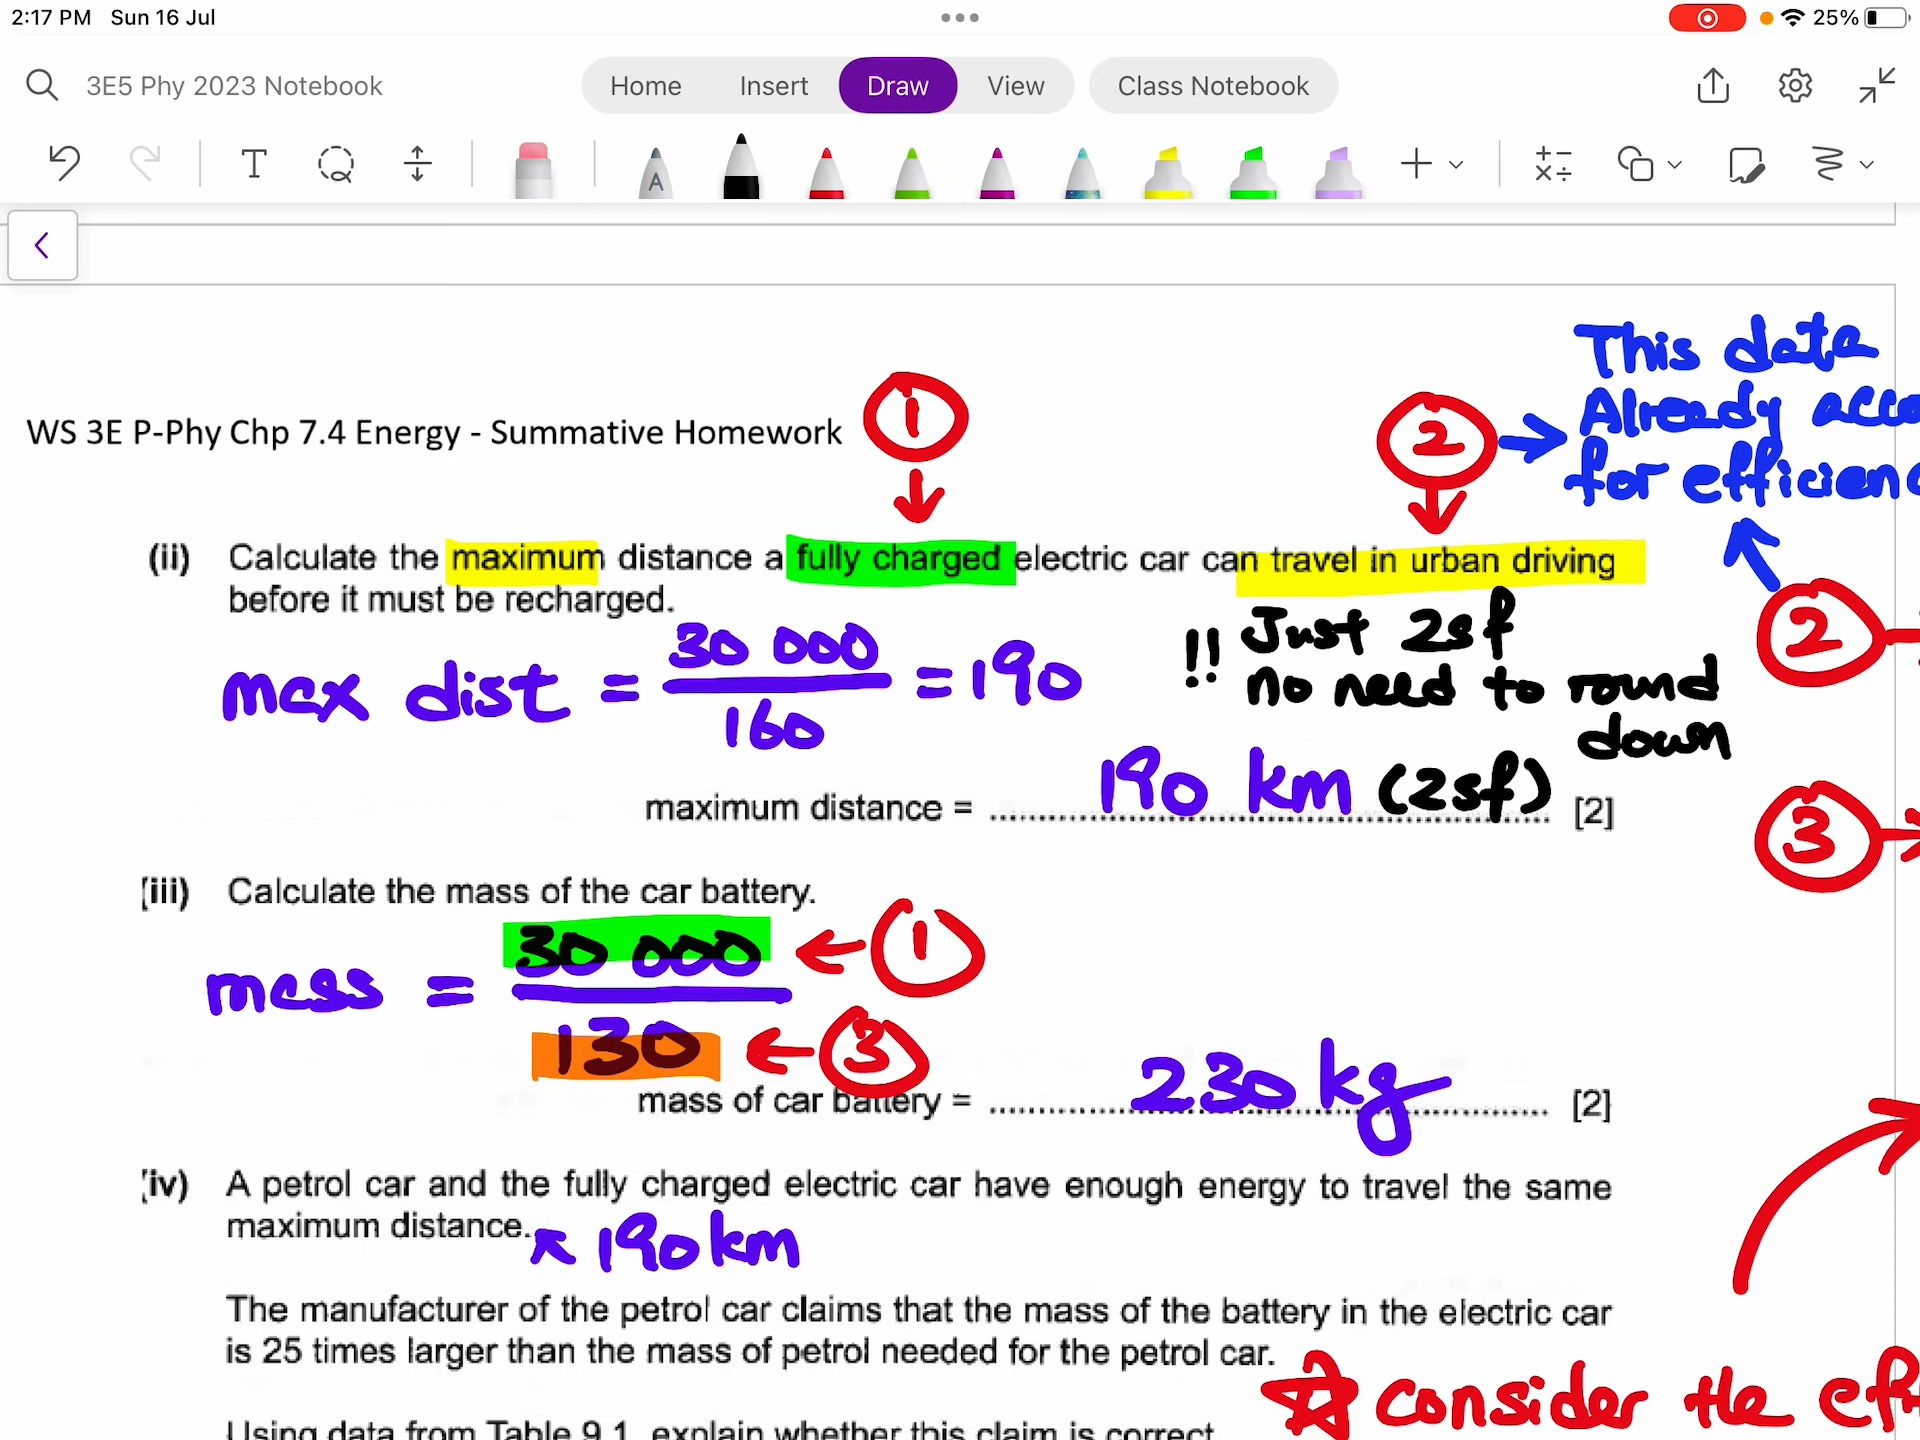 2:17 PM Sun 16 Jul
25%
3E5 Phy 2023 Notebook
Home Insert Draw View Class Notebook
T
A
This data
Already
for
WS 3E P-Phy Chp 7.4 Energy - Summative Homework
1
2
(ii) Calculate the maximum distance a fully charged electric car can travel in urban driving
before it must be recharged.
max dist = 30 000 / 160 = 190
!! Just 2sf
no need to round
down
2
190 km (2sf)
maximum distance = [2]
3
(iii) Calculate the mass of the car battery.
mass = 30 000 / 130
1
3
230 kg
mass of car battery = [2]
(iv) A petrol car and the fully charged electric car have enough energy to travel the same
maximum distance.
190 km
The manufacturer of the petrol car claims that the mass of the battery in the electric car
is 25 times larger than the mass of petrol needed for the petrol car.
consider the
Using data from Table 9.1, explain whether this claim is correct.